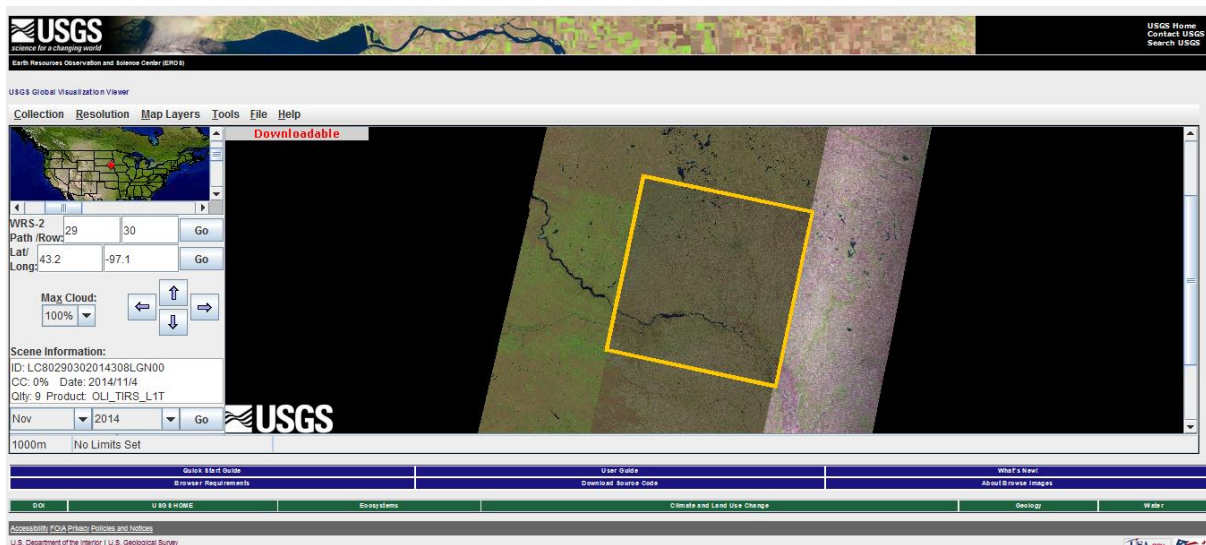 USGS
science for a changing world
USGS Home
Contact USGS
Search USGS
Earth Resources Observation and Science Center (EROS)
USGS Global Visualization Viewer
Collection Resolution Map Layers Tools File Help
Downloadable
WRS-2
Path /Row: 29 30 Go
Lat/
Long: 43.2 -97.1 Go
Max Cloud:
100%
Scene Information:
ID: LC80290302014308LGN00
CC: 0% Date: 2014/11/4
Qlty: 9 Product: OLI_TIRS_L1T
Nov 2014 Go
USGS
1000m No Limits Set
Quick Start Guide User Guide What's New!
Browser Requirements Download Source Code About Browse Images
DOI USGS HOME Ecosystems Climate and Land Use Change Geology Water
Accessibility FOIA Privacy Policies and Notices
U.S. Department of the Interior | U.S. Geological Survey